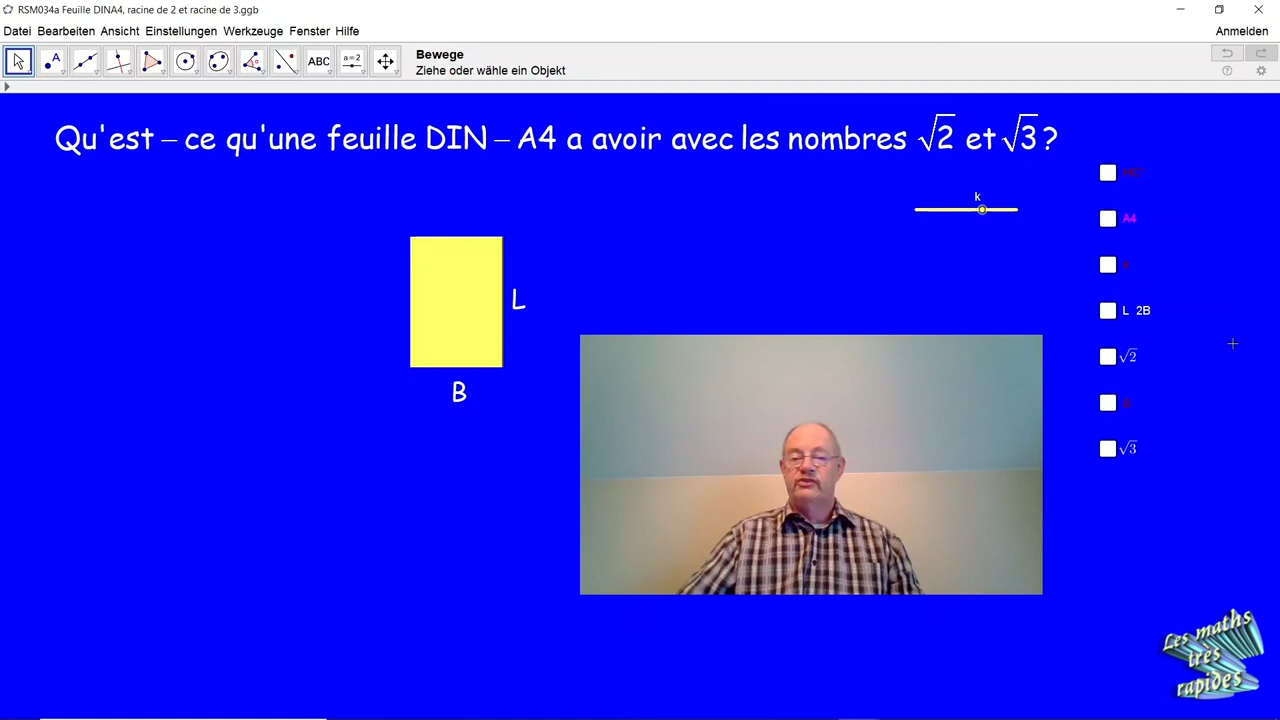 RSM034a Feuille DINA4, racine de 2 et racine de 3.ggb
Datei Bearbeiten Ansicht Einstellungen Werkzeuge Fenster Hilfe
Anmelden
A
ABC
a=2
Bewege
Ziehe oder wähle ein Objekt
Qu'est – ce qu'une feuille DIN – A4 a avoir avec les nombres √2 et √3 ?
k
A4
L
L 2B
√2
B
√3
Les maths
très
rapides